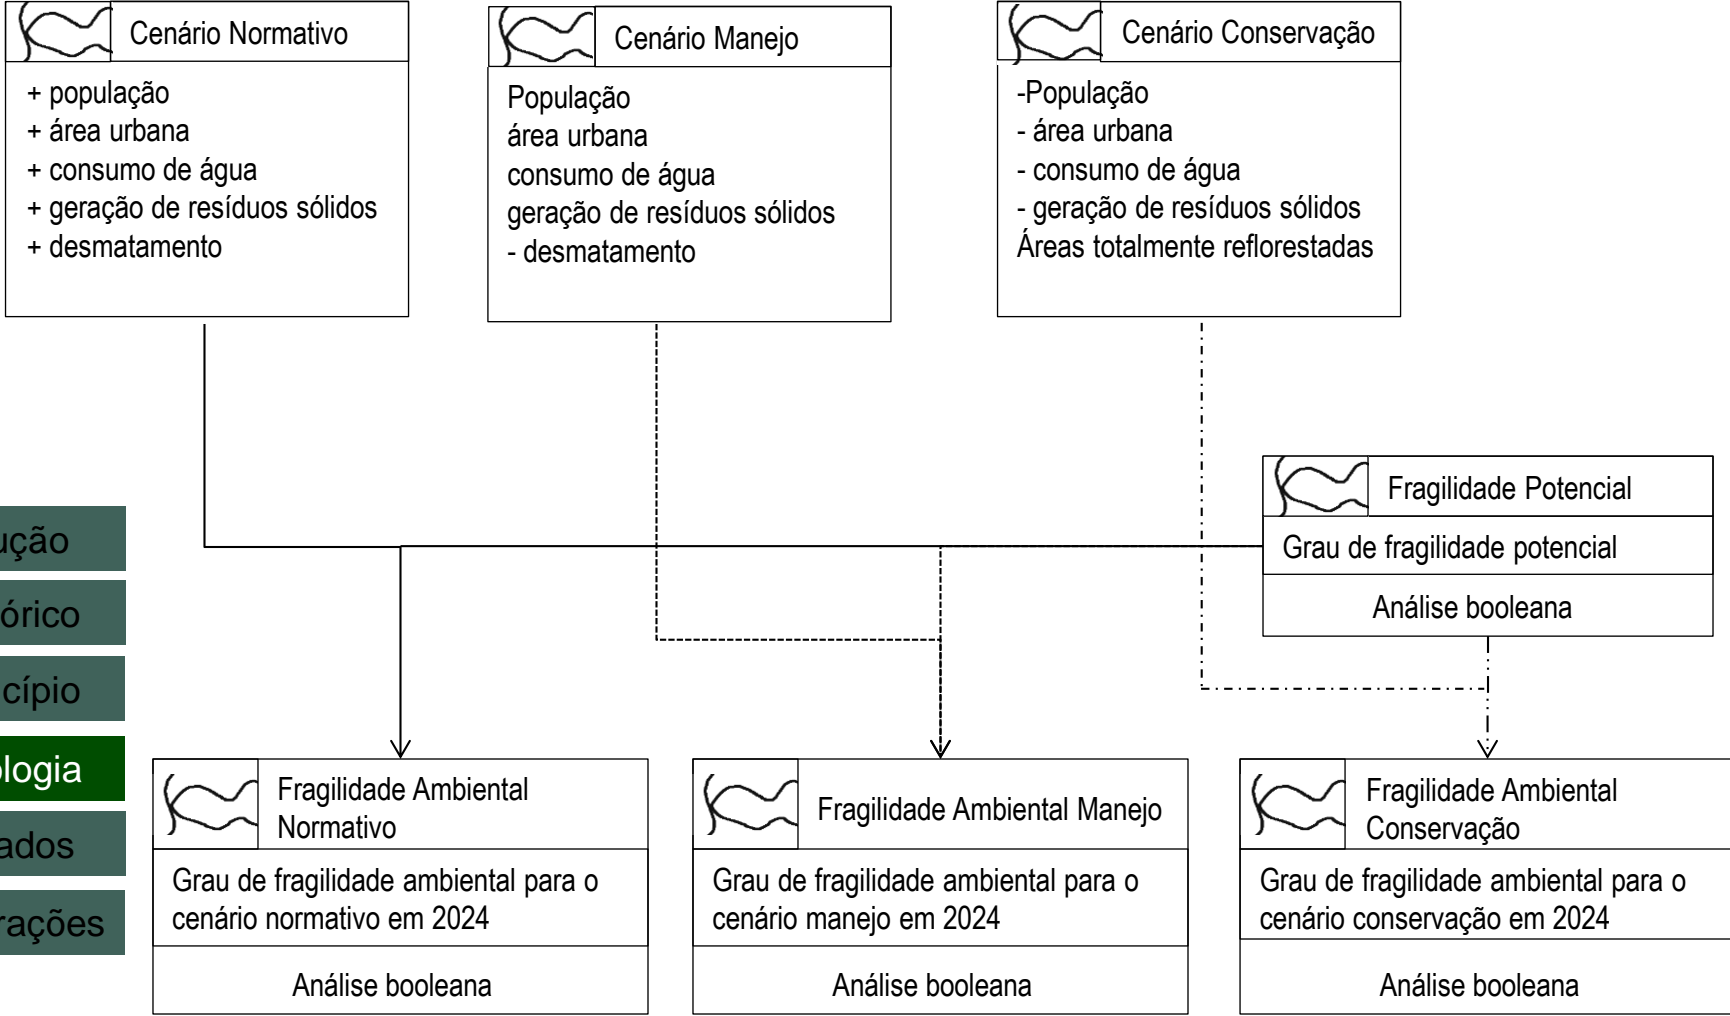 Cenário Normativo
+ população
+ área urbana
+ consumo de água
+ geração de resíduos sólidos
+ desmatamento
Cenário Manejo
População
área urbana
consumo de água
geração de resíduos sólidos
- desmatamento
Cenário Conservação
-População
- área urbana
- consumo de água
- geração de resíduos sólidos
Áreas totalmente reflorestadas
Fragilidade Potencial
Grau de fragilidade potencial
Análise booleana
ução
órico
cípio
ologia
ados
rações
Fragilidade Ambiental
Normativo
Grau de fragilidade ambiental para o
cenário normativo em 2024
Análise booleana
Fragilidade Ambiental Manejo
Grau de fragilidade ambiental para o
cenário manejo em 2024
Análise booleana
Fragilidade Ambiental
Conservação
Grau de fragilidade ambiental para o
cenário conservação em 2024
Análise booleana